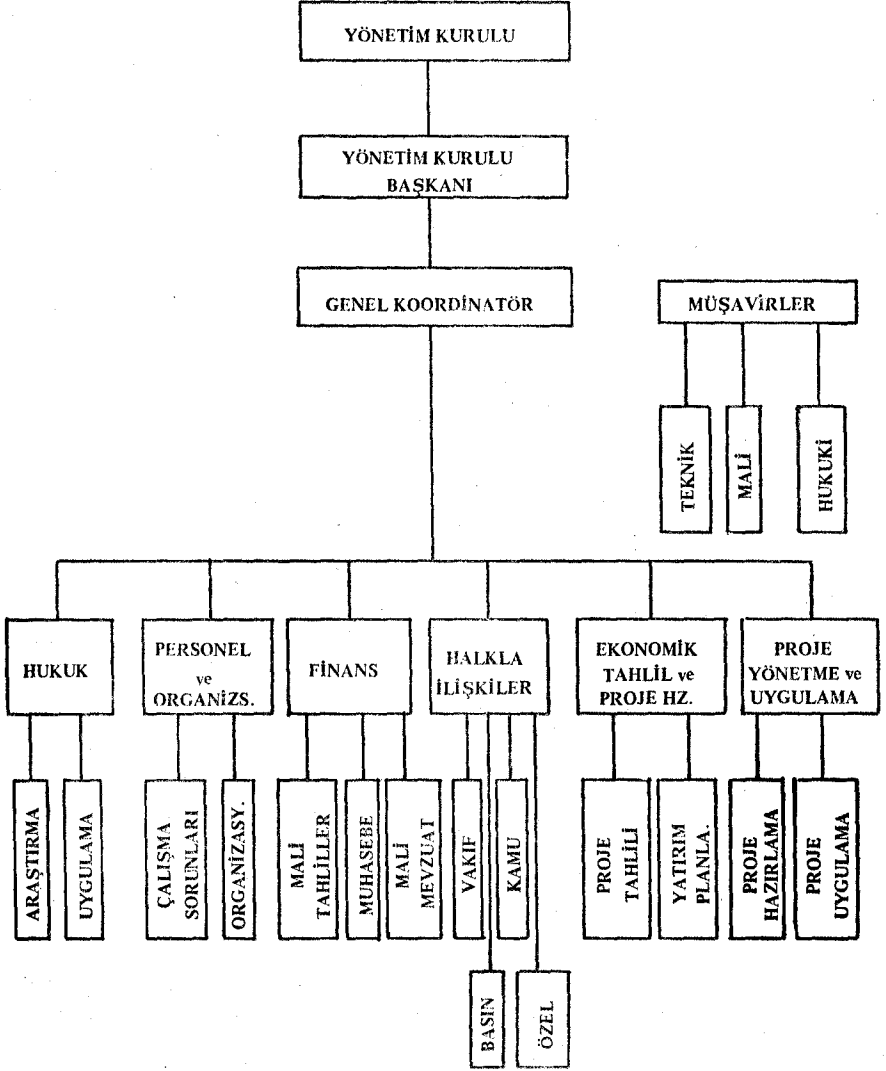 YÖNETİM KURULU
YÖNETİM KURULU
BAŞKANI
GENEL KOORDİNATÖR
MÜŞAVİRLER
TEKNİK
MALİ
HUKUKİ
HUKUK
PERSONEL
ve
ORGANİZS.
FİNANS
HALKLA
İLİŞKİLER
EKONOMİK
TAHLİL ve
PROJE HZ.
PROJE
YÖNETME ve
UYGULAMA
ARAŞTIRMA
UYGULAMA
ÇALIŞMA
SORUNLARI
ORGANİZASY.
MALİ
TAHLİLLER
MUHASEBE
MALİ
MEVZUAT
VAKIF
KAMU
PROJE
TAHLİLİ
YATIRIM
PLANLA.
PROJE
HAZIRLAMA
PROJE
UYGULAMA
BASIN
ÖZEL